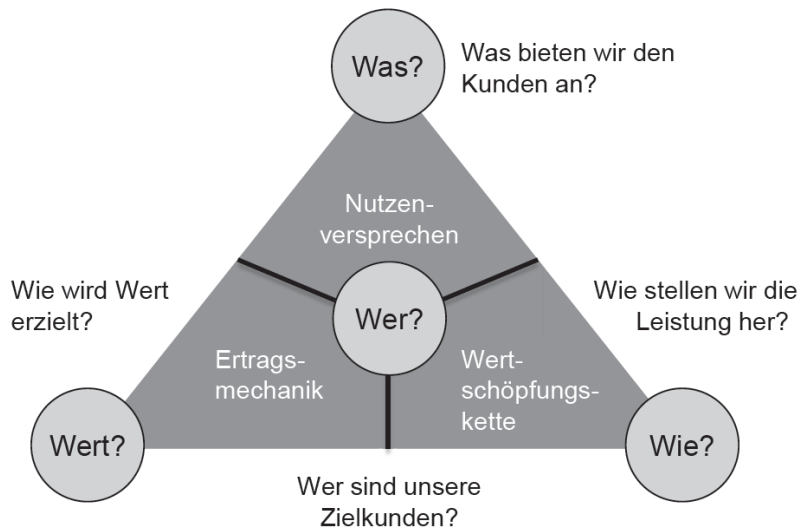 Was?
Was bieten wir den
Kunden an?
Nutzen-
versprechen
Wie wird Wert
erzielt?
Wer?
Wie stellen wir die
Leistung her?
Ertrags-
mechanik
Wert-
schöpfungs-
kette
Wert?
Wie?
Wer sind unsere
Zielkunden?